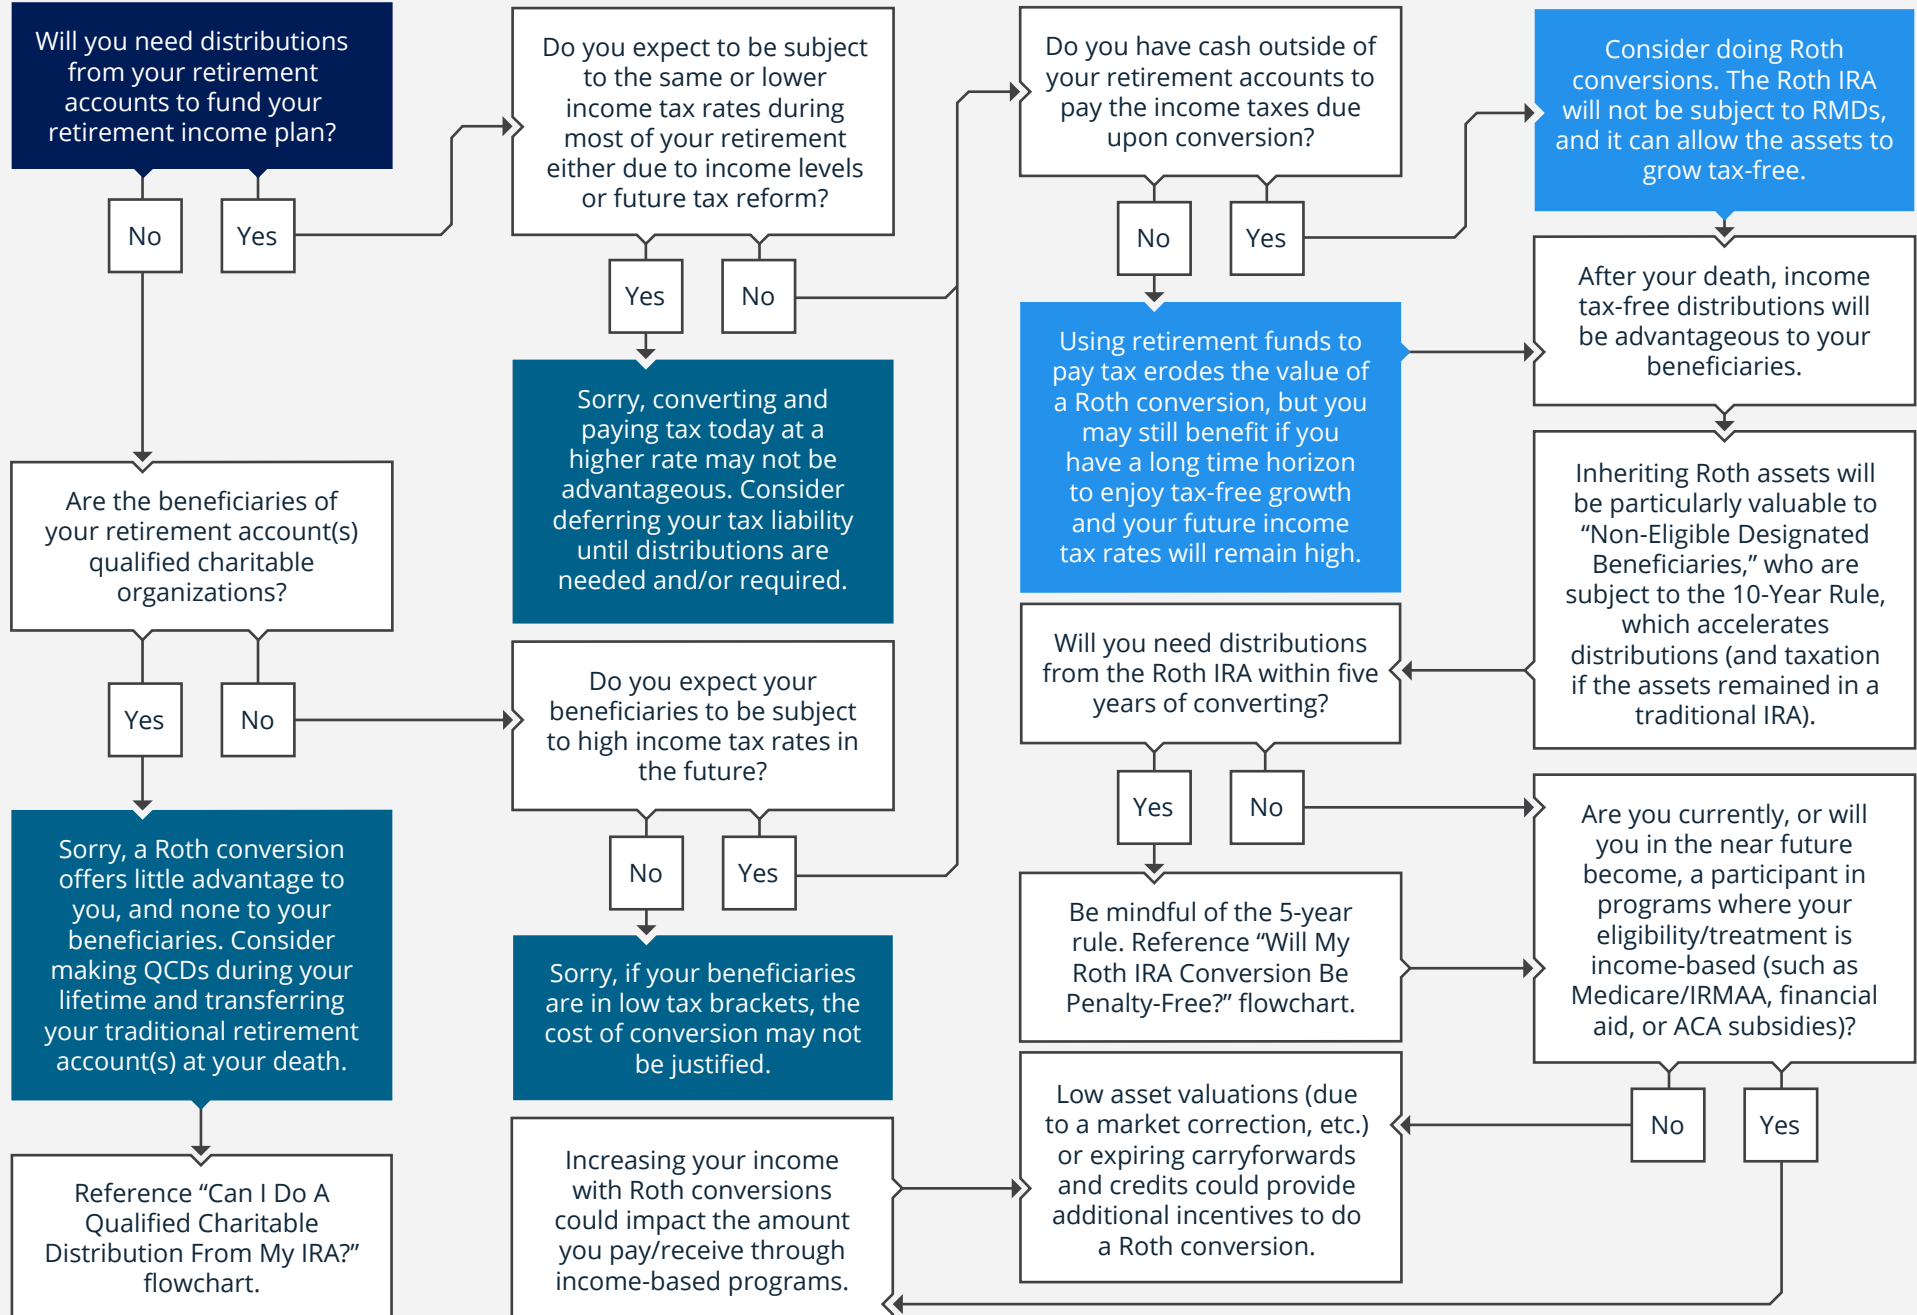 Will you need distributions
from your retirement
accounts to fund your
retirement income plan?
No
Yes
Are the beneficiaries of
your retirement account(s)
qualified charitable
organizations?
Yes
No
Sorry, a Roth conversion
offers little advantage to
you, and none to your
beneficiaries. Consider
making QCDs during your
lifetime and transferring
your traditional retirement
account(s) at your death.
Reference “Can I Do A
Qualified Charitable
Distribution From My IRA?”
flowchart.
Do you expect to be subject
to the same or lower
income tax rates during
most of your retirement
either due to income levels
or future tax reform?
Yes
No
Sorry, converting and
paying tax today at a
higher rate may not be
advantageous. Consider
deferring your tax liability
until distributions are
needed and/or required.
Do you expect your
beneficiaries to be subject
to high income tax rates in
the future?
No
Yes
Sorry, if your beneficiaries
are in low tax brackets, the
cost of conversion may not
be justified.
Increasing your income
with Roth conversions
could impact the amount
you pay/receive through
income-based programs.
Do you have cash outside of
your retirement accounts to
pay the income taxes due
upon conversion?
No
Yes
Using retirement funds to
pay tax erodes the value of
a Roth conversion, but you
may still benefit if you
have a long time horizon
to enjoy tax-free growth
and your future income
tax rates will remain high.
Will you need distributions
from the Roth IRA within five
years of converting?
Yes
No
Be mindful of the 5-year
rule. Reference “Will My
Roth IRA Conversion Be
Penalty-Free?” flowchart.
Low asset valuations (due
to a market correction, etc.)
or expiring carryforwards
and credits could provide
additional incentives to do
a Roth conversion.
Consider doing Roth
conversions. The Roth IRA
will not be subject to RMDs,
and it can allow the assets to
grow tax-free.
After your death, income
tax-free distributions will
be advantageous to your
beneficiaries.
Inheriting Roth assets will
be particularly valuable to
“Non-Eligible Designated
Beneficiaries,” who are
subject to the 10-Year Rule,
which accelerates
distributions (and taxation
if the assets remained in a
traditional IRA).
Are you currently, or will
you in the near future
become, a participant in
programs where your
eligibility/treatment is
income-based (such as
Medicare/IRMAA, financial
aid, or ACA subsidies)?
No
Yes